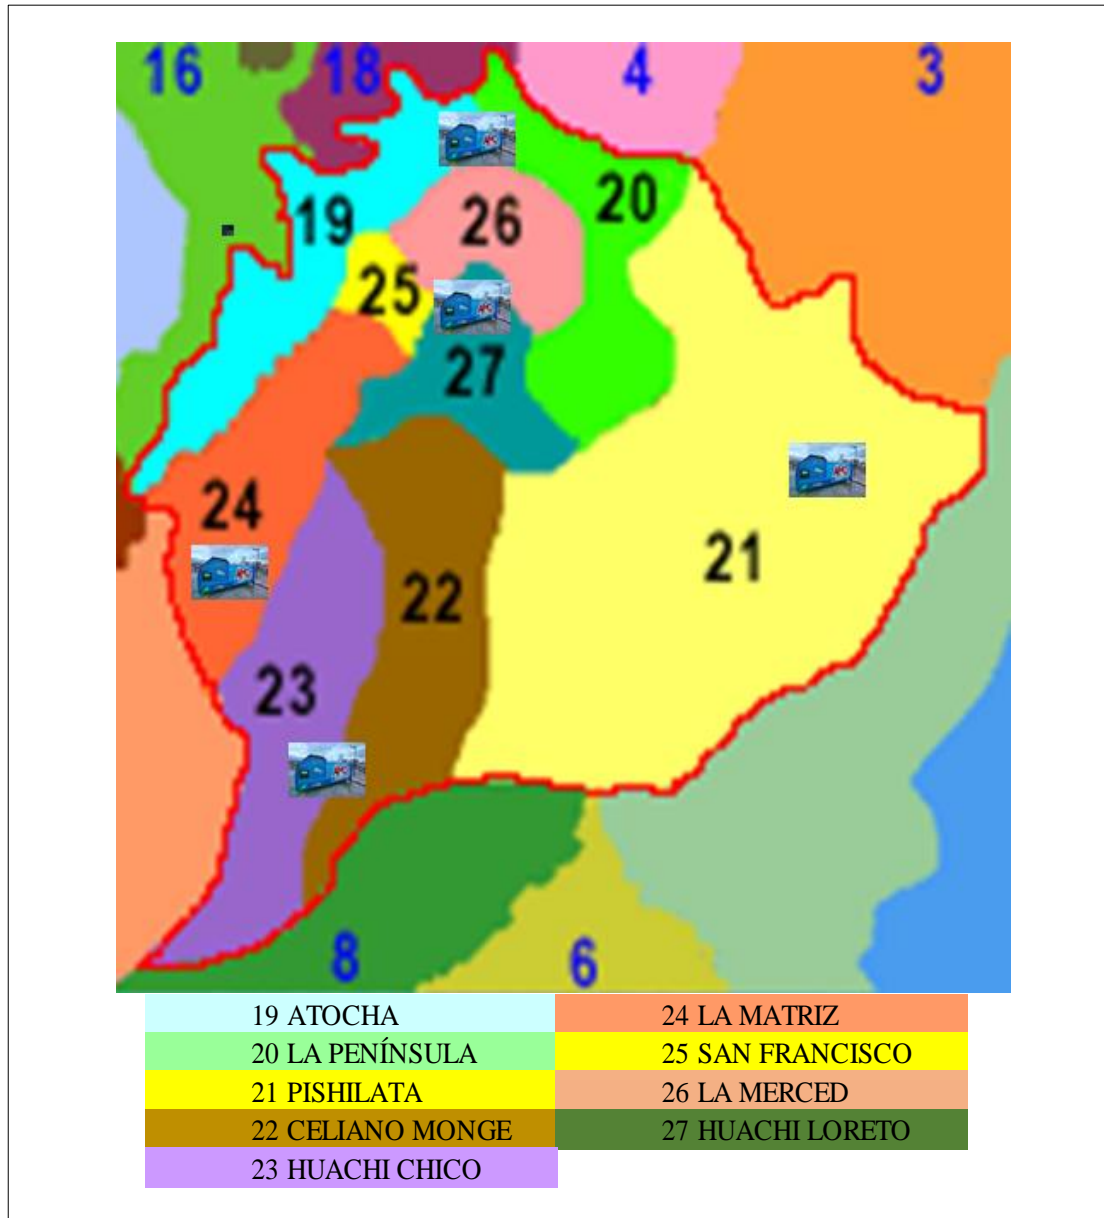 16 18 4 3
20
19 26
25
27
24
21
22
23
8 6
19 ATOCHA 24 LA MATRIZ
20 LA PENÍNSULA 25 SAN FRANCISCO
21 PISHILATA 26 LA MERCED
22 CELIANO MONGE 27 HUACHI LORETO
23 HUACHI CHICO